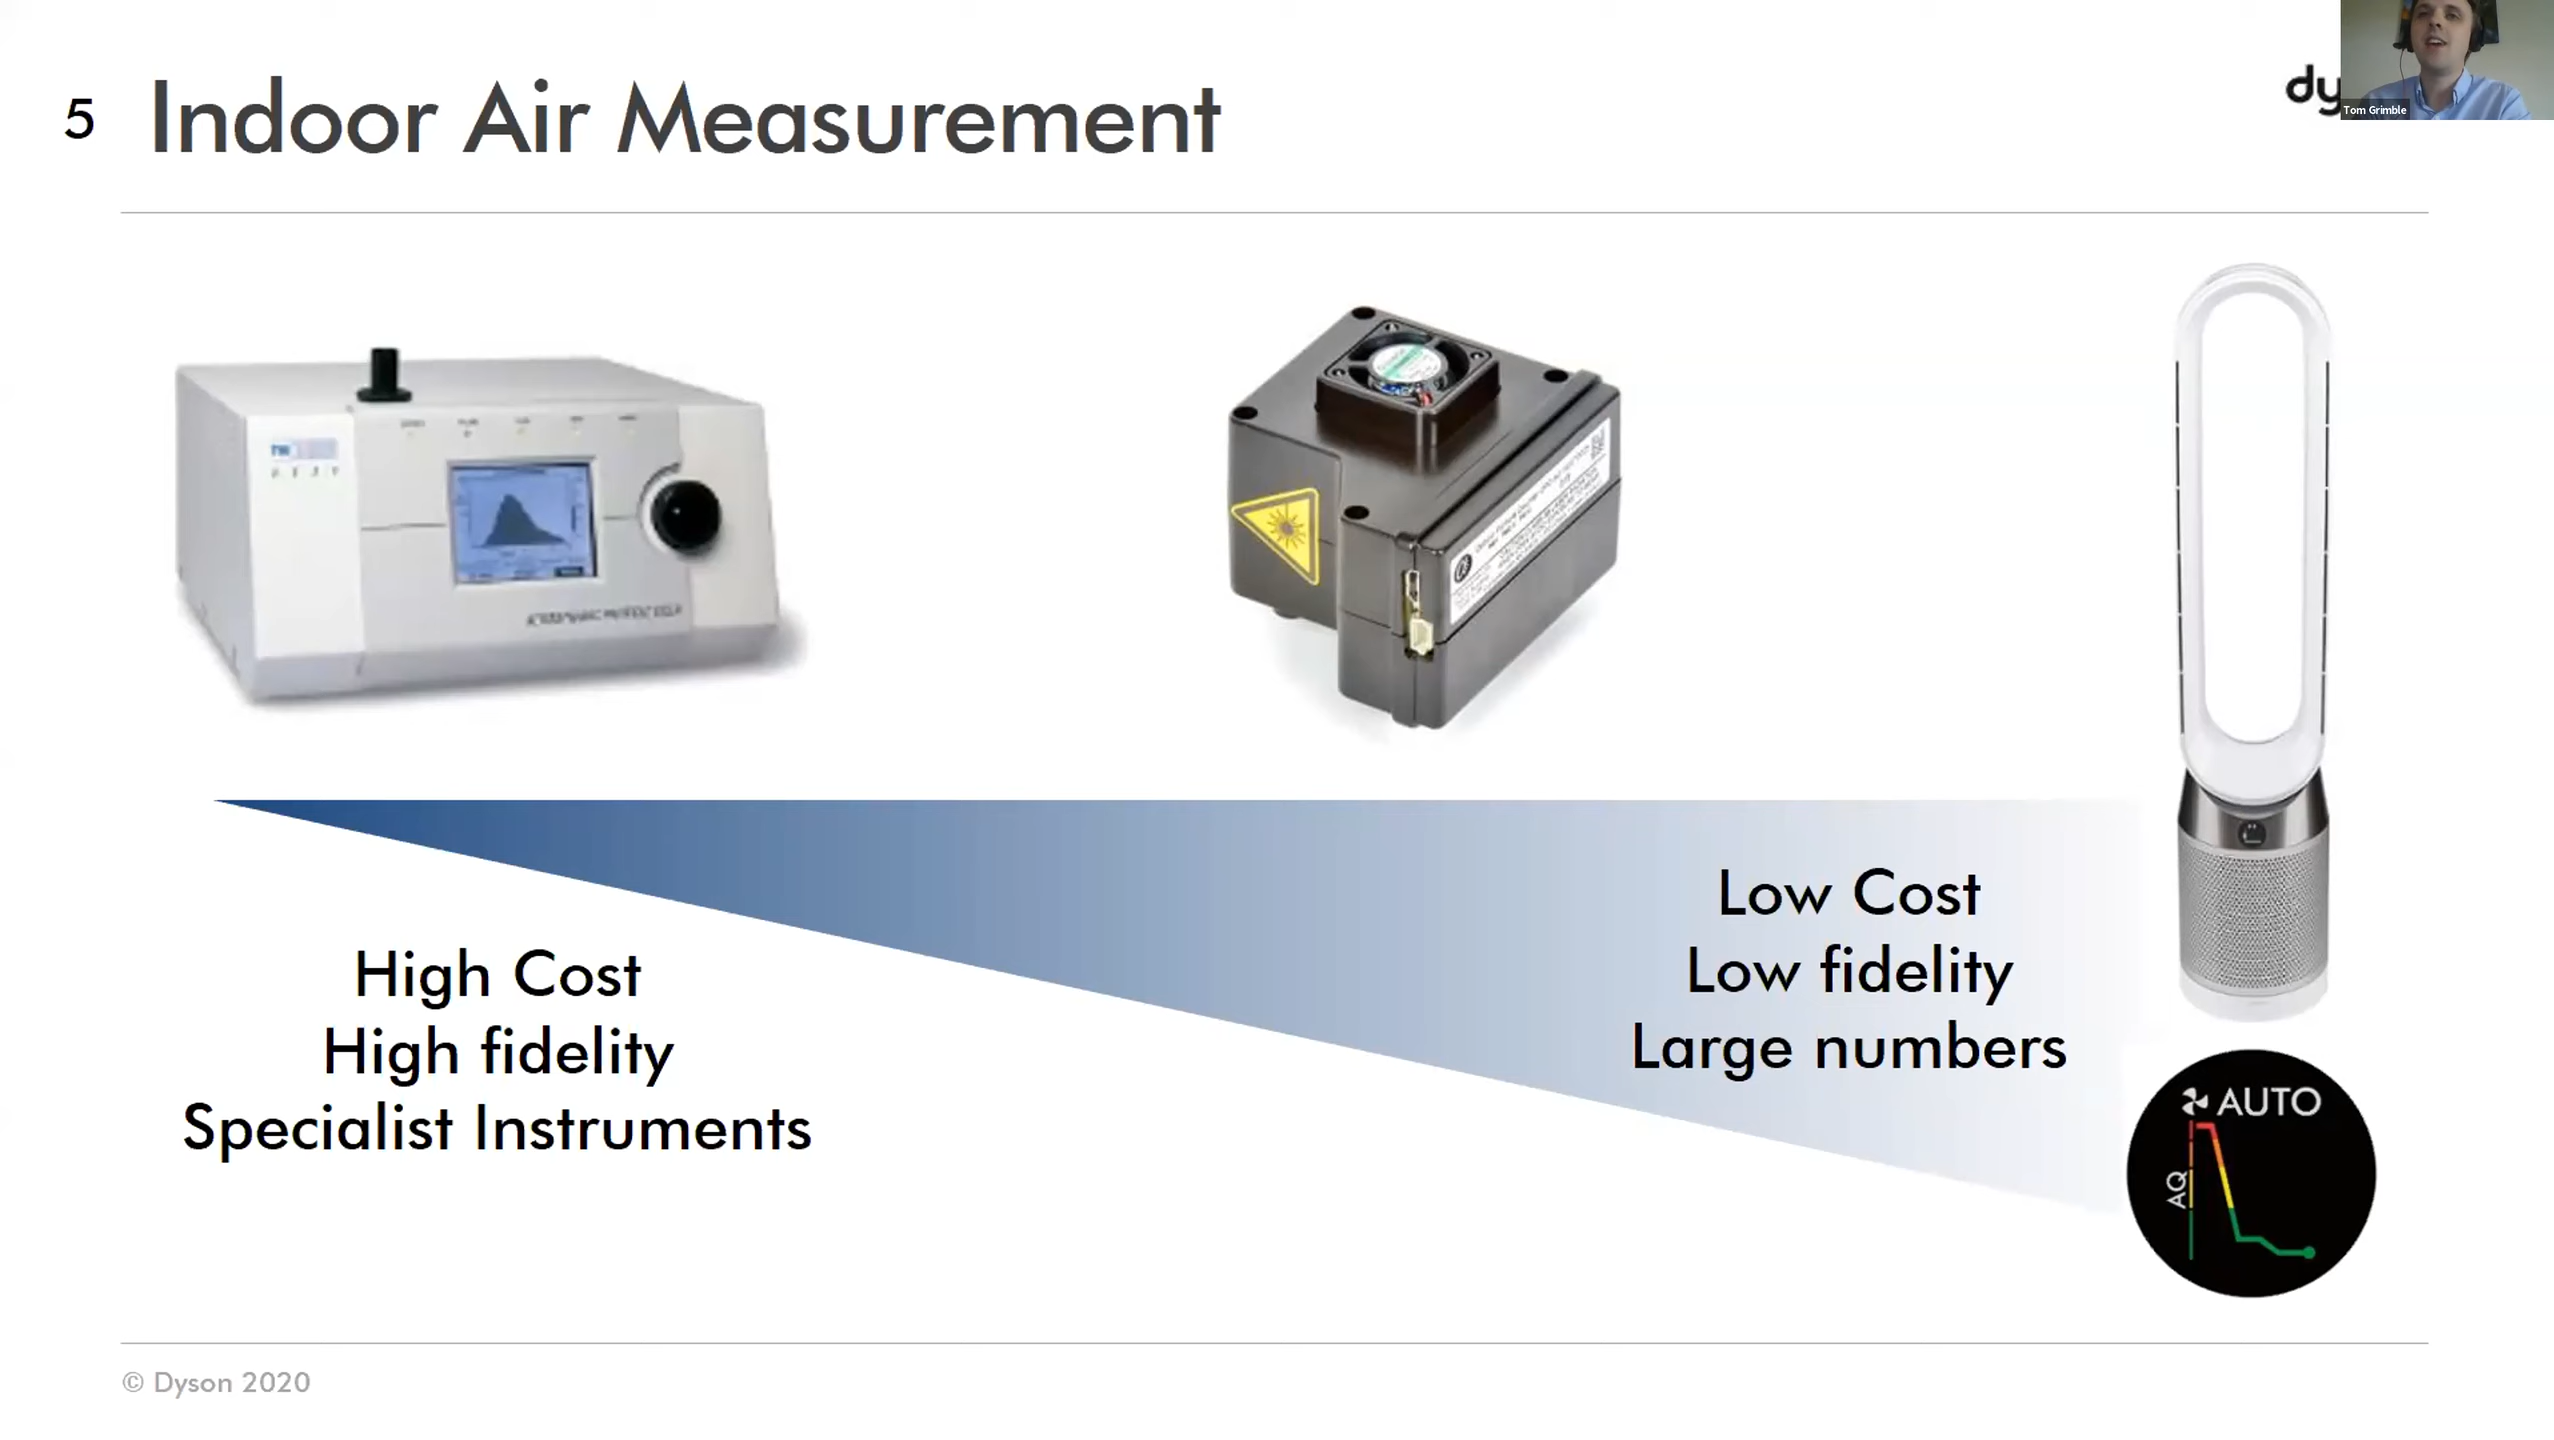 5 Indoor Air Measurement
dy
Tom Grimble
High Cost
High fidelity
Specialist Instruments
Low Cost
Low fidelity
Large numbers
AUTO
AQ
© Dyson 2020